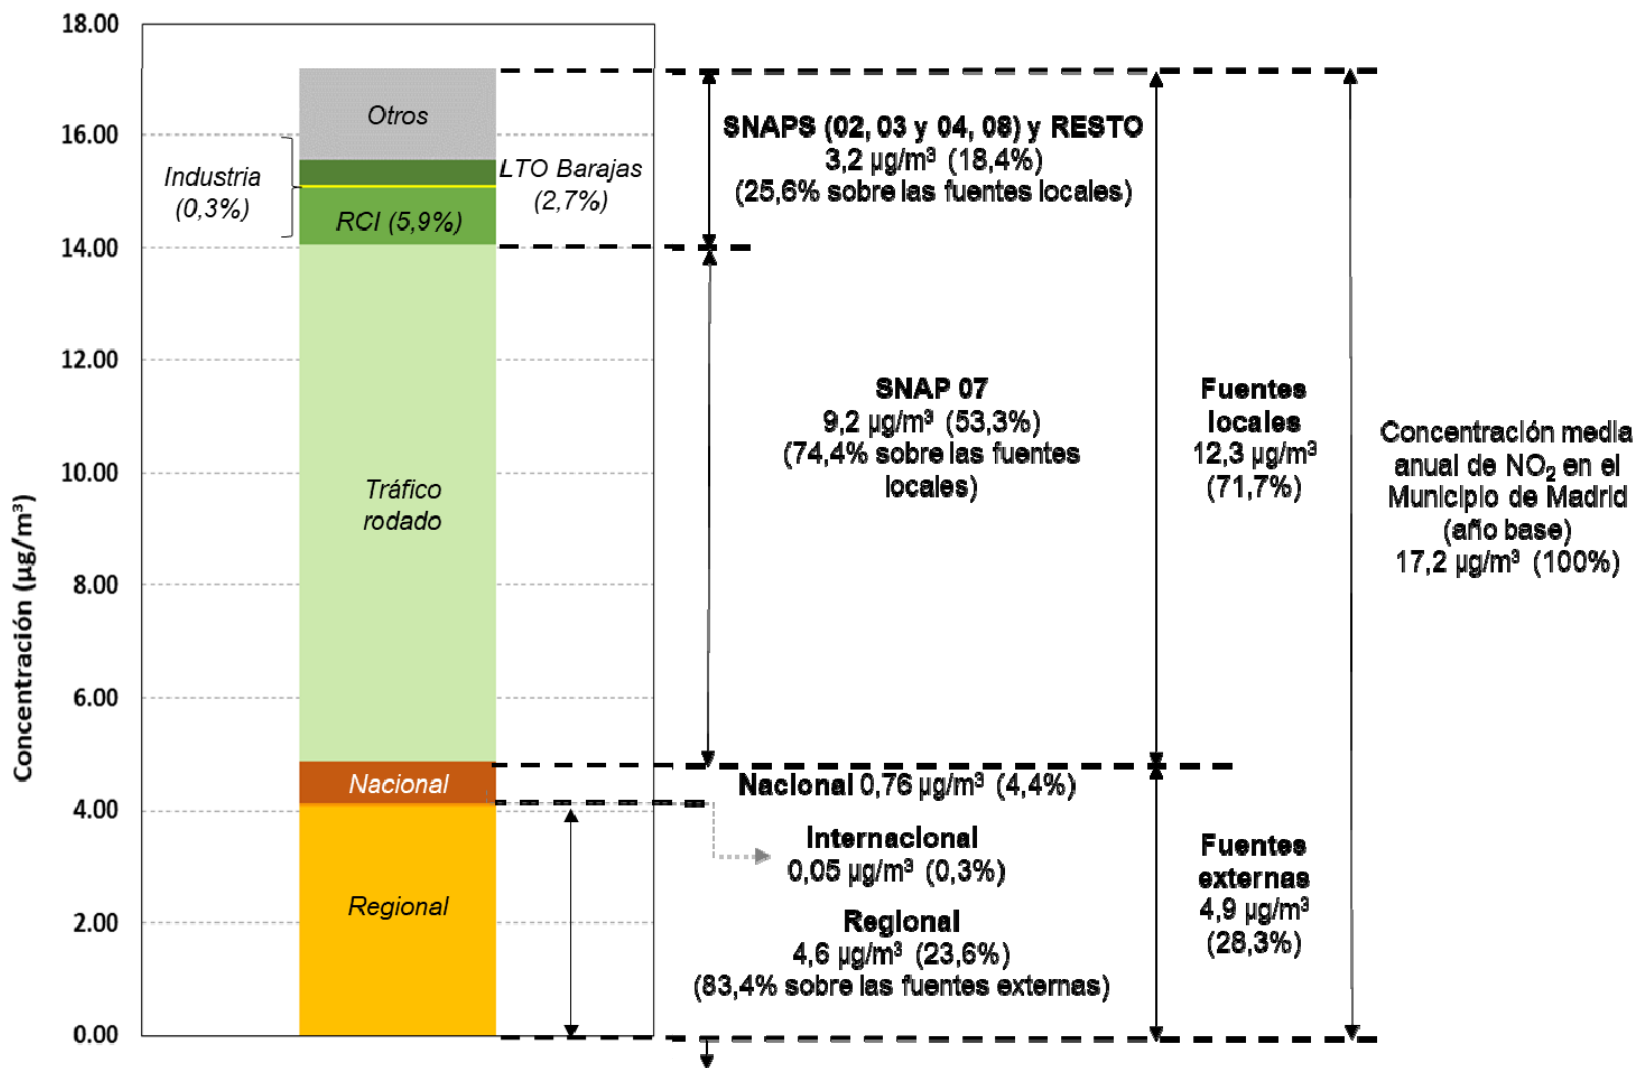 Concentración (µg/m³)
18.00
16.00
14.00
12.00
10.00
8.00
6.00
4.00
2.00
0.00
Industria
(0,3%)
Otros
RCI (5,9%)
LTO Barajas
(2,7%)
Tráfico
rodado
Nacional
Regional
SNAPS (02, 03 y 04, 08) y RESTO
3,2 µg/m³ (18,4%)
(25,6% sobre las fuentes locales)
SNAP 07
9,2 µg/m³ (53,3%)
(74,4% sobre las fuentes
locales)
Nacional 0,76 µg/m³ (4,4%)
Internacional
0,05 µg/m³ (0,3%)
Regional
4,6 µg/m³ (23,6%)
(83,4% sobre las fuentes externas)
Fuentes
locales
12,3 µg/m³
(71,7%)
Fuentes
externas
4,9 µg/m³
(28,3%)
Concentración media
anual de NO₂ en el
Municipio de Madrid
(año base)
17,2 µg/m³ (100%)